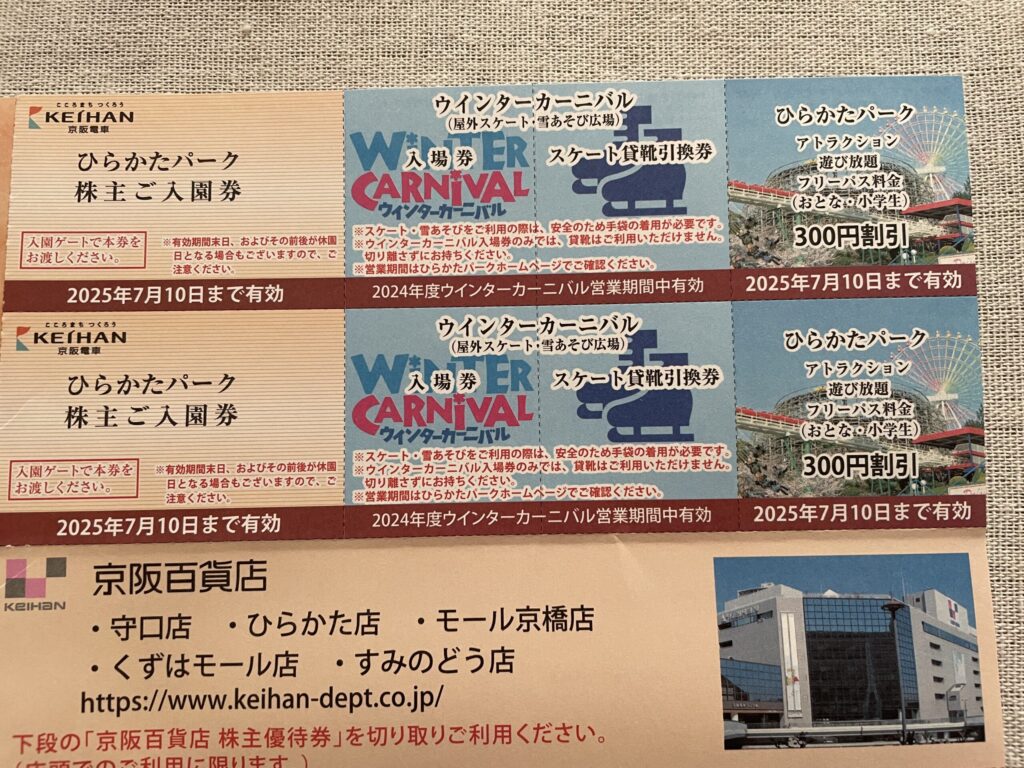 こころまち つくろう
KEIHAN
京阪電車
ひらかたパーク
株主ご入園券
入園ゲートで本券を
お渡しください。
※有効期間末日、およびその前後が休園
日となる場合もございますので、ご
注意ください。
2025年7月10日まで有効
ウインターカーニバル
(屋外スケート・雪あそび広場)
WINTER
入場券
スケート貸靴引換券
CARNiVAL
ウインターカーニバル
※スケート・雪あそびをご利用の際は、安全のため手袋の着用が必要です。
※ウインターカーニバル入場券のみでは、貸靴はご利用いただけません。
切り離さずにお持ちください。
※営業期間はひらかたパークホームページでご確認ください。
2024年度ウインターカーニバル営業期間中有効
ひらかたパーク
アトラクション
遊び放題
フリーパス料金
(おとな・小学生)
300円割引
2025年7月10日まで有効
こころまち つくろう
KEIHAN
京阪電車
ひらかたパーク
株主ご入園券
入園ゲートで本券を
お渡しください。
※有効期間末日、およびその前後が休園
日となる場合もございますので、ご
注意ください。
2025年7月10日まで有効
ウインターカーニバル
(屋外スケート・雪あそび広場)
WINTER
入場券
スケート貸靴引換券
CARNiVAL
ウインターカーニバル
※スケート・雪あそびをご利用の際は、安全のため手袋の着用が必要です。
※ウインターカーニバル入場券のみでは、貸靴はご利用いただけません。
切り離さずにお持ちください。
※営業期間はひらかたパークホームページでご確認ください。
2024年度ウインターカーニバル営業期間中有効
ひらかたパーク
アトラクション
遊び放題
フリーパス料金
(おとな・小学生)
300円割引
2025年7月10日まで有効
KEIHAN
京阪百貨店
・守口店 ・ひらかた店 ・モール京橋店
・くずはモール店 ・すみのどう店
https://www.keihan-dept.co.jp/
下段の「京阪百貨店 株主優待券」を切り取りご利用ください。
(店頭でのご利用に限ります。)